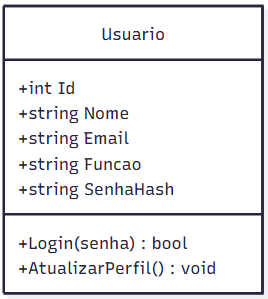 Usuario
+int Id
+string Nome
+string Email
+string Funcao
+string SenhaHash
+Login(senha) : bool
+AtualizarPerfil() : void